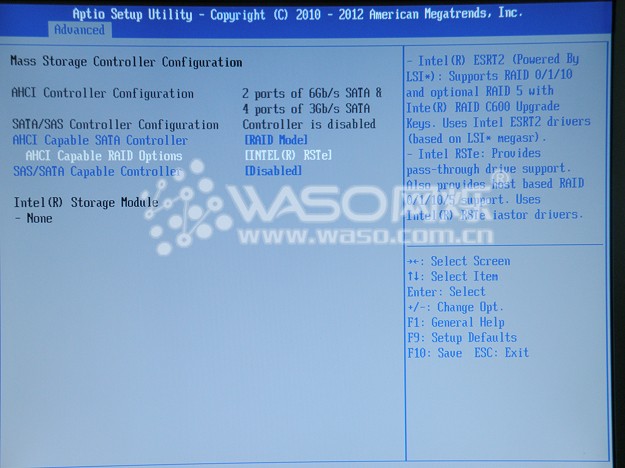 Aptio Setup Utility - Copyright (C) 2010 - 2012 American Megatrends, Inc.
Advanced
Mass Storage Controller Configuration
AHCI Controller Configuration 2 ports of 6Gb/s SATA &
4 ports of 3Gb/s SATA
SATA/SAS Controller Configuration Controller is disabled
AHCI Capable SATA Controller [RAID Mode]
AHCI Capable RAID Options [INTEL(R) RSTe]
SAS/SATA Capable Controller [Disabled]
Intel(R) Storage Module
- None
- Intel(R) ESRT2 (Powered By
LSI*): Supports RAID 0/1/10
and optional RAID 5 with
Inte(R) RAID C600 Upgrade
Keys. Uses Intel ESRT2 drivers
(based on LSI* megasr).
- Intel RSTe: Provides
pass-through drive support.
Also provides host based RAID
0/1/10/5 support. Uses
Intel(R) RSTe iastor drivers.
→←: Select Screen
↑↓: Select Item
Enter: Select
+/-: Change Opt.
F1: General Help
F9: Setup Defaults
F10: Save ESC: Exit
WASO
®
www.waso.com.cn